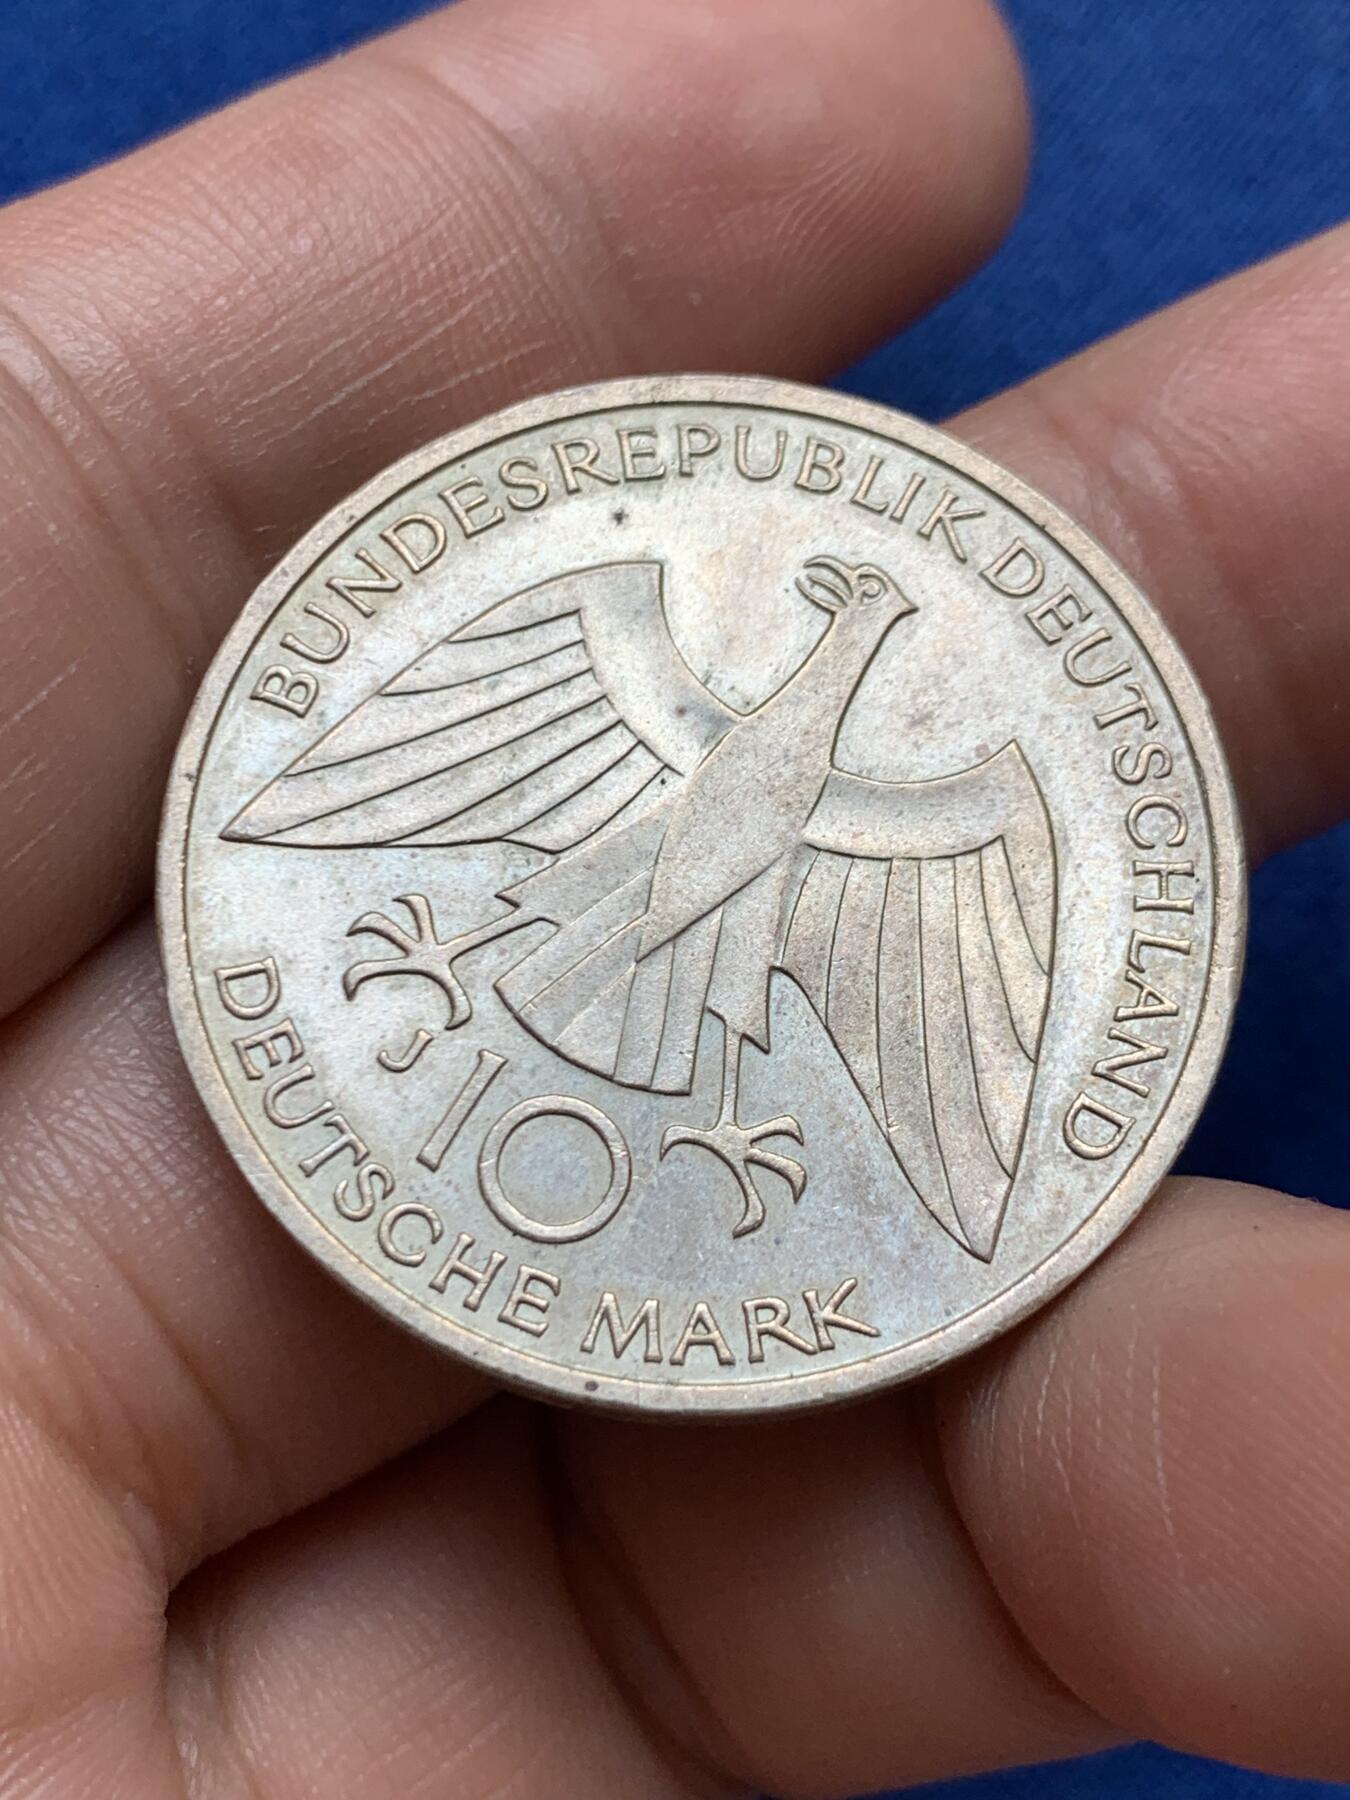 BUNDESREPUBLIK DEUTSCHLAND
J
10
DEUTSCHE MARK